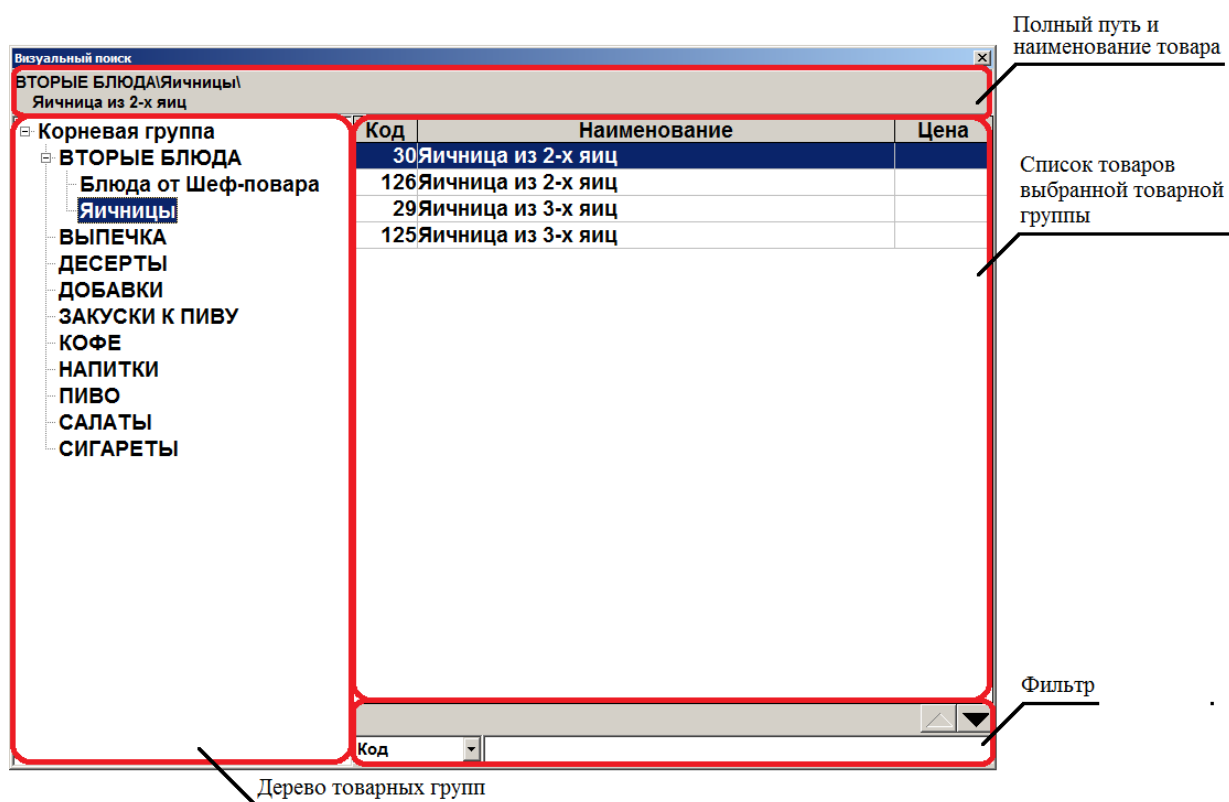 Полный путь и
наименование товара
Визуальный поиск
ВТОРЫЕ БЛЮДА\Яичницы\
Яичница из 2-х яиц
Корневая группа
ВТОРЫЕ БЛЮДА
Блюда от Шеф-повара
Яичницы
ВЫПЕЧКА
ДЕСЕРТЫ
ДОБАВКИ
ЗАКУСКИ К ПИВУ
КОФЕ
НАПИТКИ
ПИВО
САЛАТЫ
СИГАРЕТЫ
Код Наименование Цена
30 Яичница из 2-х яиц
126 Яичница из 2-х яиц
29 Яичница из 3-х яиц
125 Яичница из 3-х яиц
Список товаров
выбранной товарной
группы
Фильтр
.
Код
Дерево товарных групп